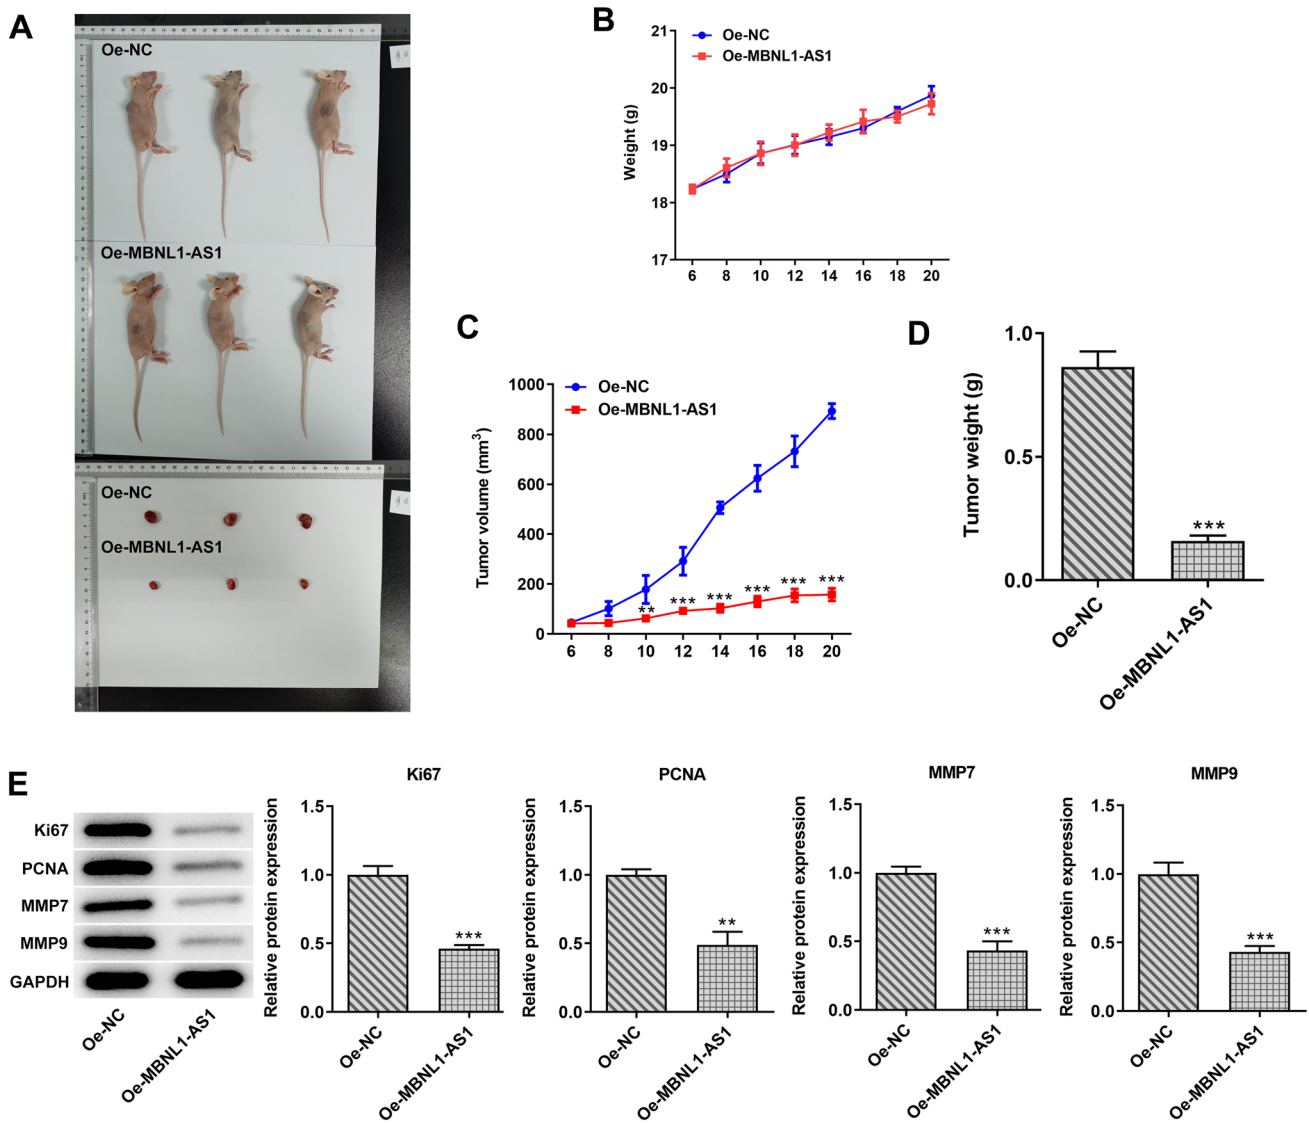 A
Oe-NC
Oe-MBNL1-AS1
Oe-NC
Oe-MBNL1-AS1
B
Oe-NC
Oe-MBNL1-AS1
Weight (g)
21
20
19
18
17
6 8 10 12 14 16 18 20
C
Oe-NC
Oe-MBNL1-AS1
Tumor volume (mm³)
1000
800
600
400
200
0
** *** *** *** *** ***
6 8 10 12 14 16 18 20
D
Tumor weight (g)
1.0
0.5
0.0
***
Oe-NC
Oe-MBNL1-AS1
E
Ki67
PCNA
MMP7
MMP9
GAPDH
Oe-NC
Oe-MBNL1-AS1
Ki67
Relative protein expression
1.5
1.0
0.5
0.0
***
Oe-NC
Oe-MBNL1-AS1
PCNA
Relative protein expression
1.5
1.0
0.5
0.0
**
Oe-NC
Oe-MBNL1-AS1
MMP7
Relative protein expression
1.5
1.0
0.5
0.0
***
Oe-NC
Oe-MBNL1-AS1
MMP9
Relative protein expression
1.5
1.0
0.5
0.0
***
Oe-NC
Oe-MBNL1-AS1